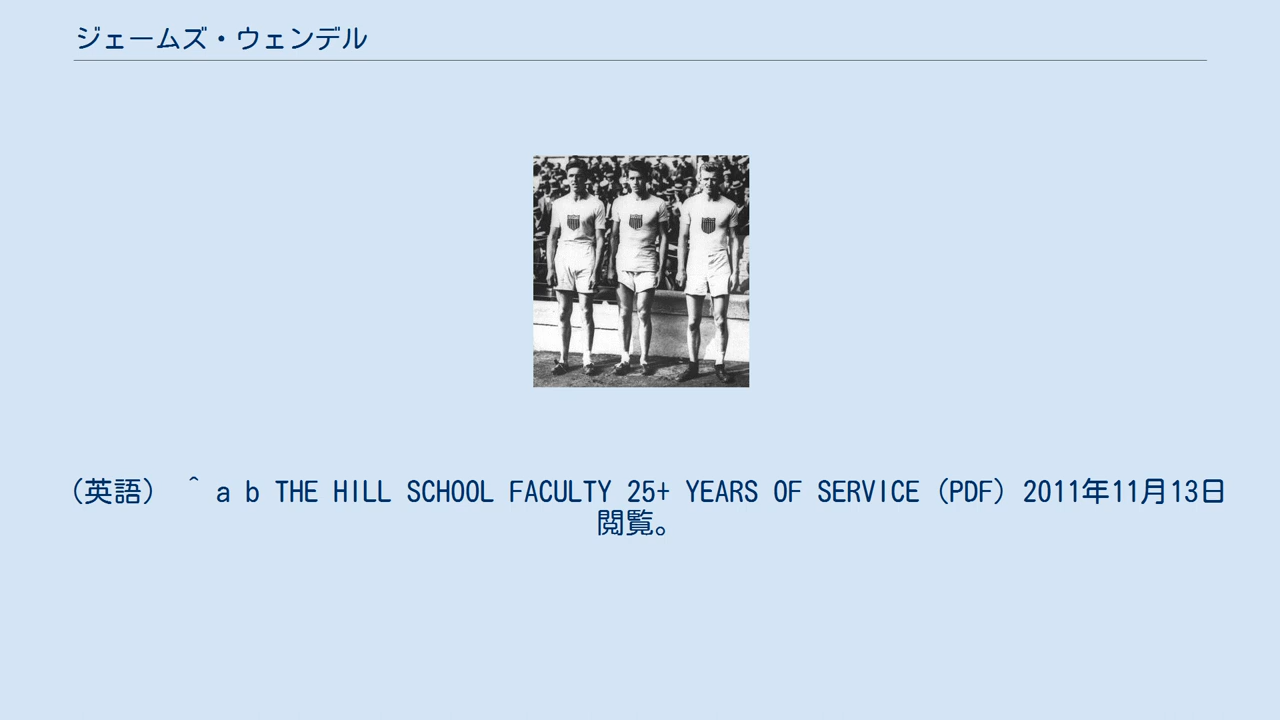 ジェームズ・ウェンデル
（英語） ^ a b THE HILL SCHOOL FACULTY 25+ YEARS OF SERVICE (PDF) 2011年11月13日
閲覧。